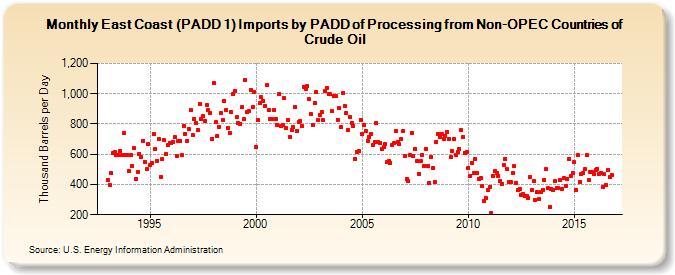 Monthly East Coast (PADD 1) Imports by PADD of Processing from Non-OPEC Countries of
Crude Oil
Thousand Barrels per Day
1,200
1,000
800
600
400
200
1995
2000
2005
2010
2015
Source: U.S. Energy Information Administration